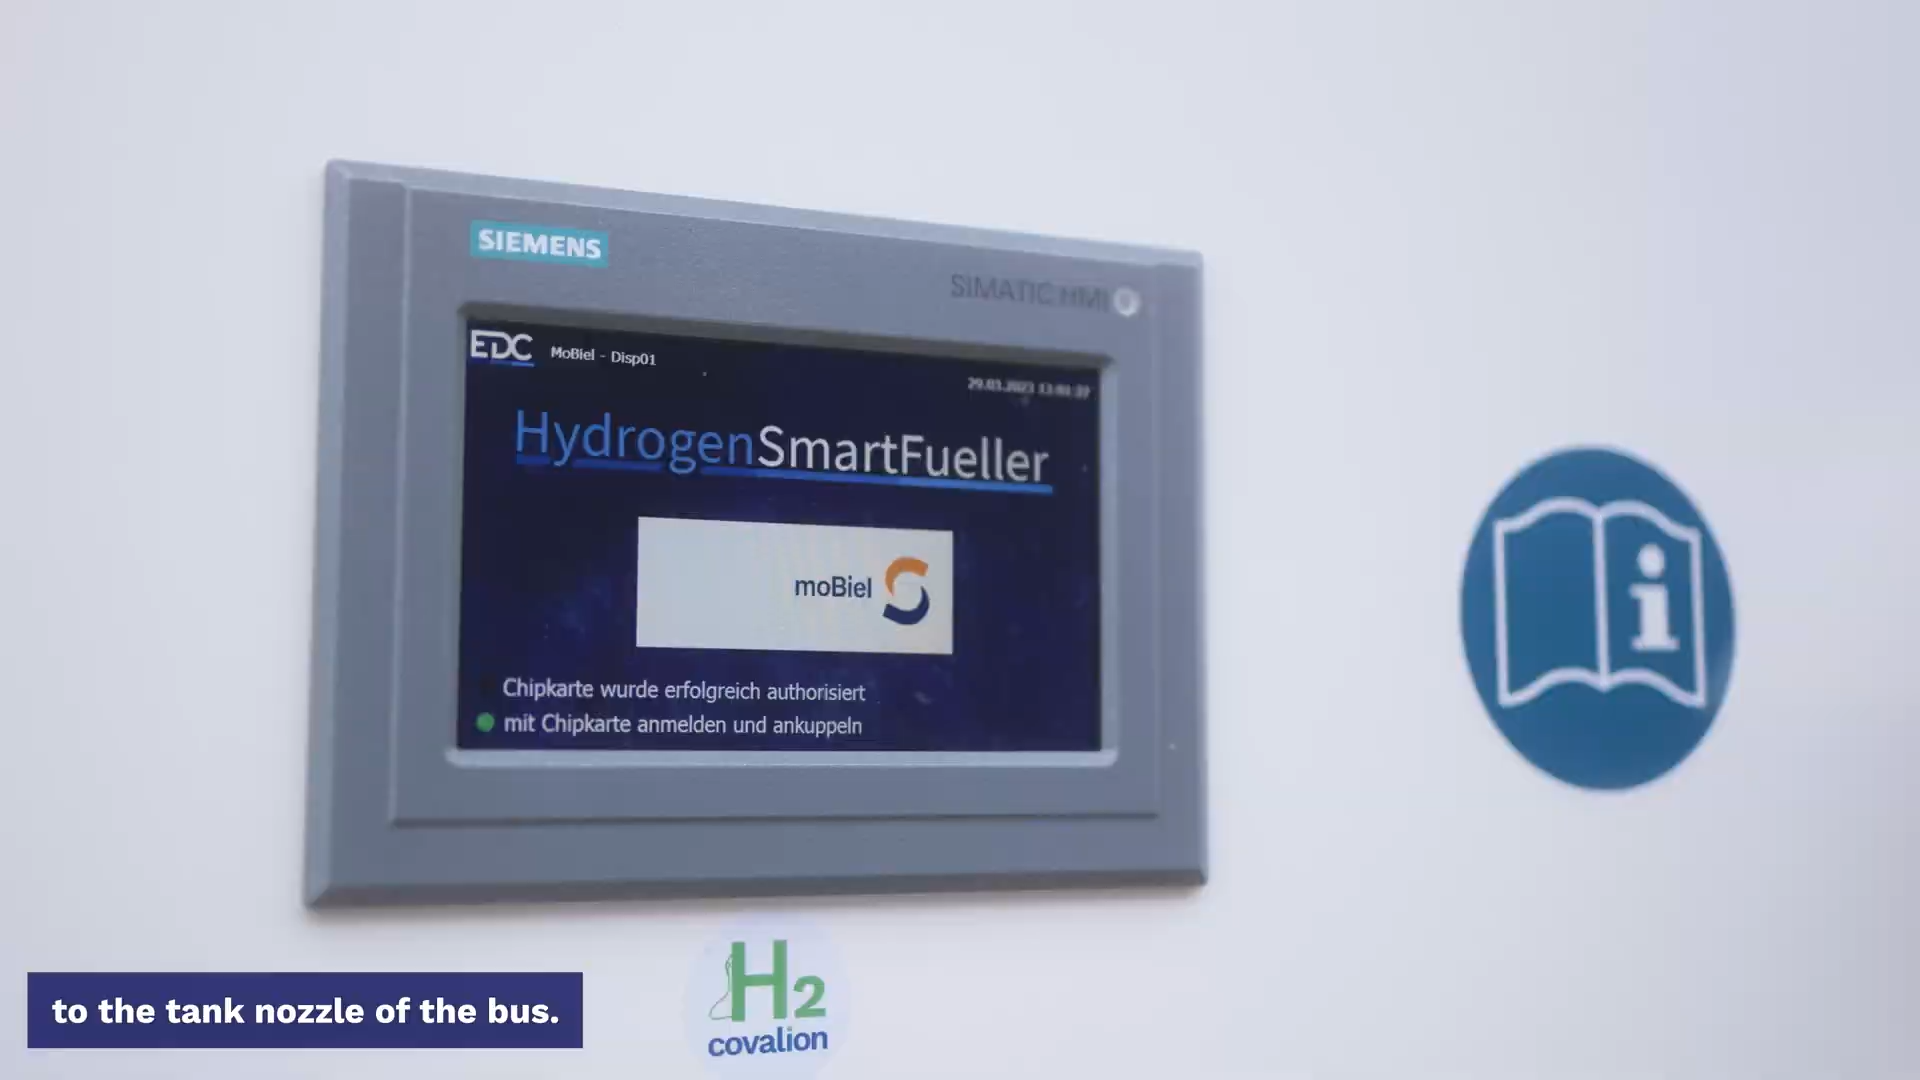 SIEMENS
SIMATIC HMI
EDC
MoBiel - Disp01
HydrogenSmartFueller
moBiel
Chipkarte wurde erfolgreich authorisiert
mit Chipkarte anmelden und ankuppeln
to the tank nozzle of the bus.
H2
covalion